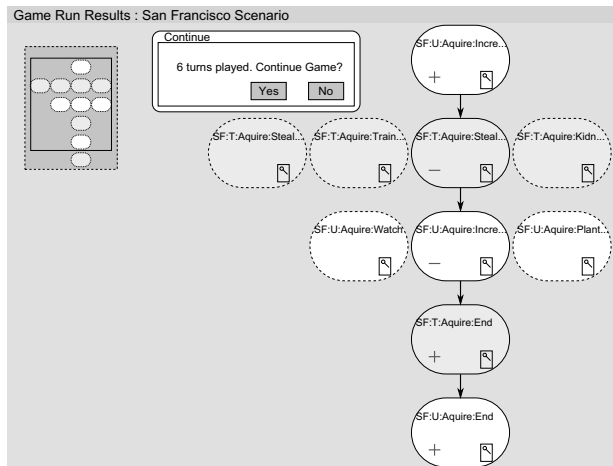 Game Run Results : San Francisco Scenario
Continue
6 turns played. Continue Game?
Yes No
SF:U:Aquire:Incre...
+
SF:T:Aquire:Steal... SF:T:Aquire:Train... SF:T:Aquire:Steal... SF:T:Aquire:Kidn...
−
SF:U:Aquire:Watch SF:U:Aquire:Incre... SF:U:Aquire:Plant...
−
SF:T:Aquire:End
+
SF:U:Aquire:End
+